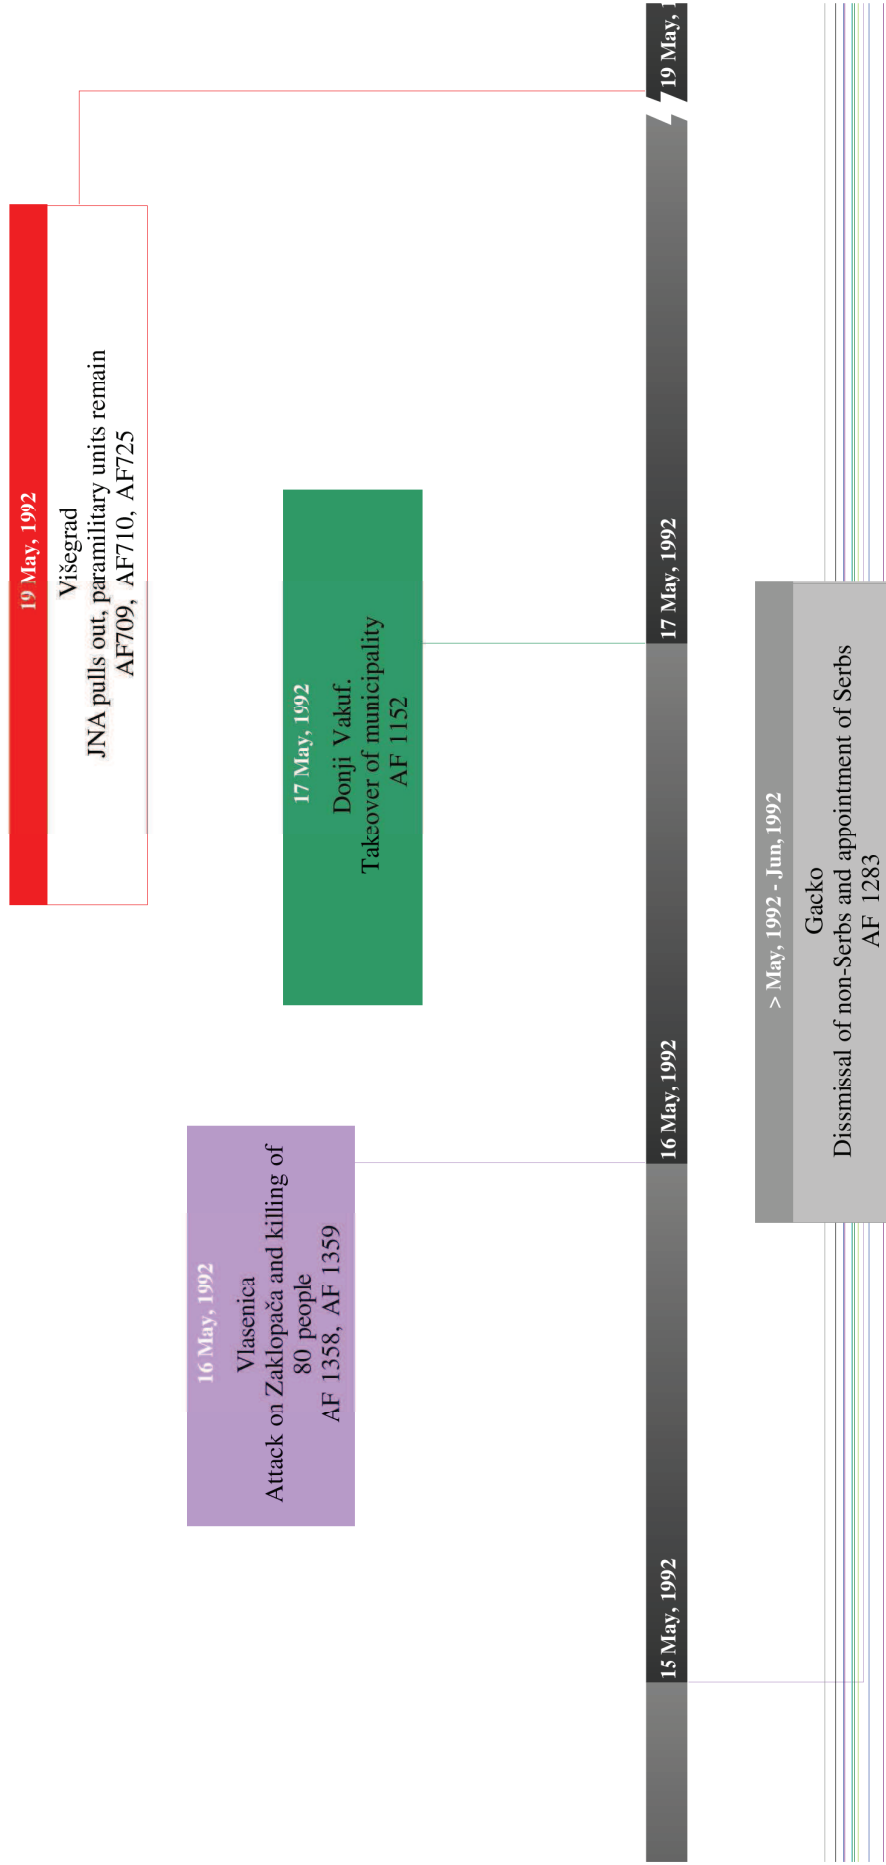 19 May, 1992
Višegrad
JNA pulls out, paramilitary units remain
AF709, AF710, AF725
17 May, 1992
Donji Vakuf.
Takeover of municipality
AF 1152
16 May, 1992
Vlasenica
Attack on Zaklopača and killing of
80 people
AF 1358, AF 1359
15 May, 1992
16 May, 1992
17 May, 1992
19 May, 1
> May, 1992 - Jun,1992
Gacko
Dissmissal of non-Serbs and appointment of Serbs
AF 1283